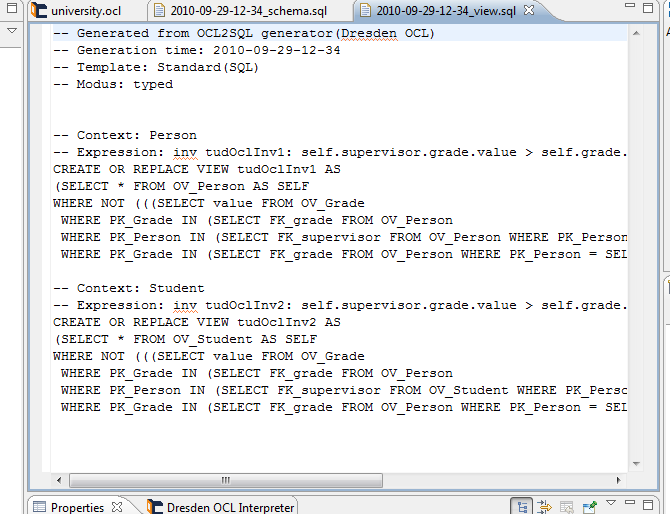 university.ocl
2010-09-29-12-34_schema.sql
2010-09-29-12-34_view.sql
-- Generated from OCL2SQL generator(Dresden OCL)
-- Generation time: 2010-09-29-12-34
-- Template: Standard(SQL)
-- Modus: typed
-- Context: Person
-- Expression: inv tudOclInv1: self.supervisor.grade.value > self.grade.
CREATE OR REPLACE VIEW tudOclInv1 AS
(SELECT * FROM OV_Person AS SELF
WHERE NOT (((SELECT value FROM OV_Grade
WHERE PK_Grade IN (SELECT FK_grade FROM OV_Person
WHERE PK_Person IN (SELECT FK_supervisor FROM OV_Person WHERE PK_Person
WHERE PK_Grade IN (SELECT FK_grade FROM OV_Person WHERE PK_Person = SEL
-- Context: Student
-- Expression: inv tudOclInv2: self.supervisor.grade.value > self.grade.
CREATE OR REPLACE VIEW tudOclInv2 AS
(SELECT * FROM OV_Student AS SELF
WHERE NOT (((SELECT value FROM OV_Grade
WHERE PK_Grade IN (SELECT FK_grade FROM OV_Person
WHERE PK_Person IN (SELECT FK_supervisor FROM OV_Student WHERE PK_Perso
WHERE PK_Grade IN (SELECT FK_grade FROM OV_Person WHERE PK_Person = SEL
Properties
Dresden OCL Interpreter